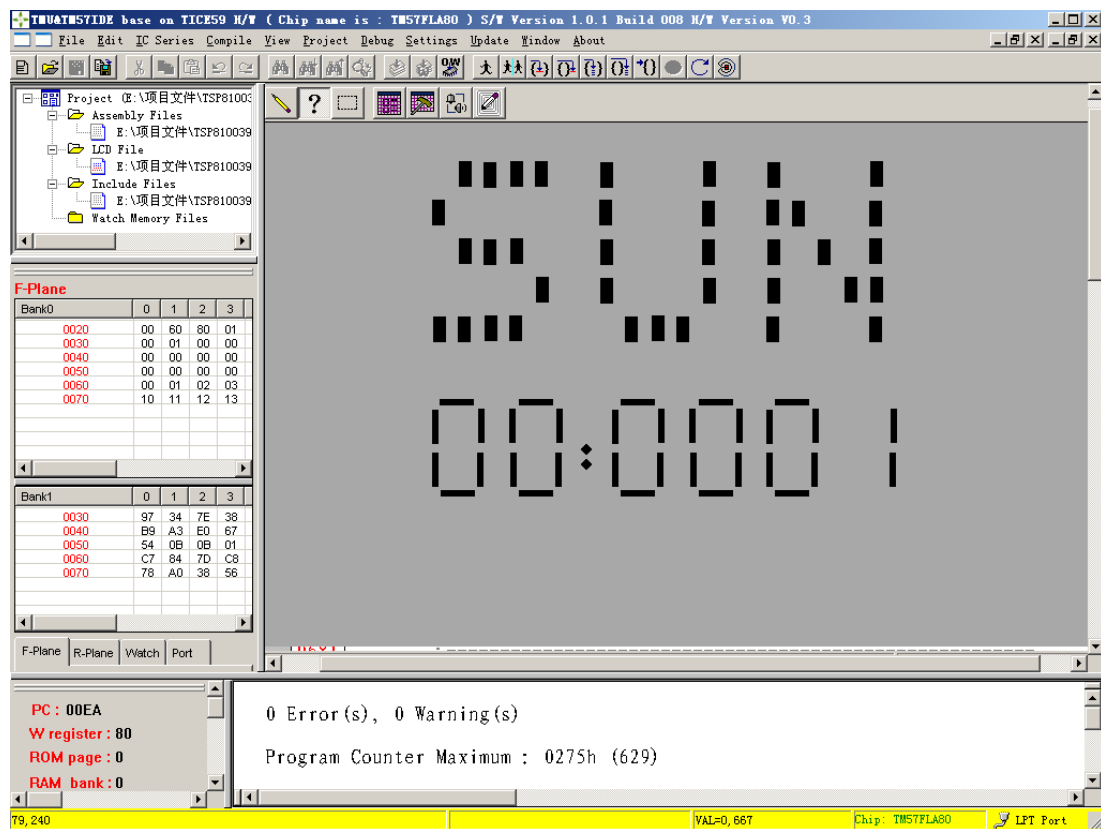 TMU&TM57IDE base on TICE59 H/W ( Chip name is : TM57FLA80 ) S/W Version 1.0.1 Build 008 H/W Version V0.3
File Edit IC Series Compile View Project Debug Settings Update Window About
Project (E:\项目文件\TSP81003
Assembly Files
E:\项目文件\TSP810039
LCD File
E:\项目文件\TSP810039
Include Files
E:\项目文件\TSP810039
Watch Memory Files
SUN
00:0001
F-Plane
Bank0 0 1 2 3
0020 00 60 80 01
0030 00 01 00 00
0040 00 00 00 00
0050 00 00 00 00
0060 00 01 02 03
0070 10 11 12 13
Bank1 0 1 2 3
0030 97 34 7E 38
0040 B9 A3 E0 67
0050 54 0B 0B 01
0060 C7 84 7D C8
0070 78 A0 38 56
F-Plane R-Plane Watch Port
PC : 00EA
W register : 80
ROM page : 0
RAM bank : 0
0 Error(s), 0 Warning(s)
Program Counter Maximum : 0275h (629)
79,240 VAL=0,667 Chip: TM57FLA80 LPT Port